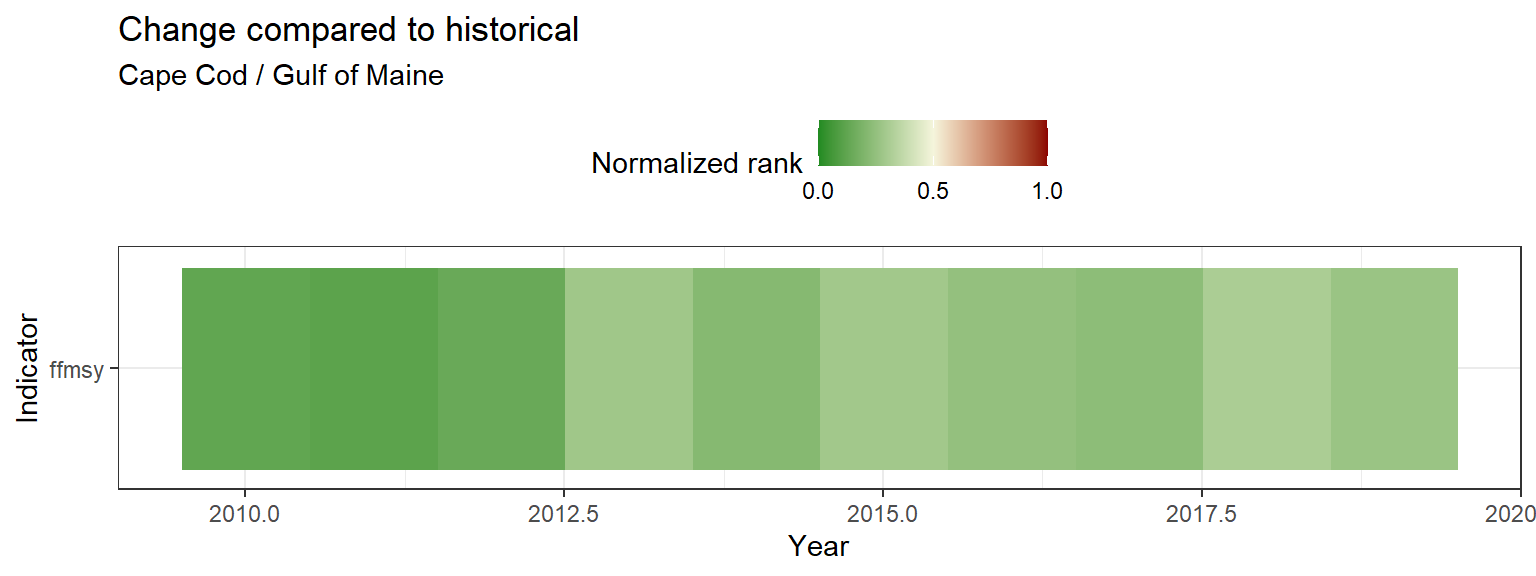 Change compared to historical
Cape Cod / Gulf of Maine
Normalized rank
0.0 0.5 1.0
Indicator
ffmsy
2010.0 2012.5 2015.0 2017.5 2020
Year